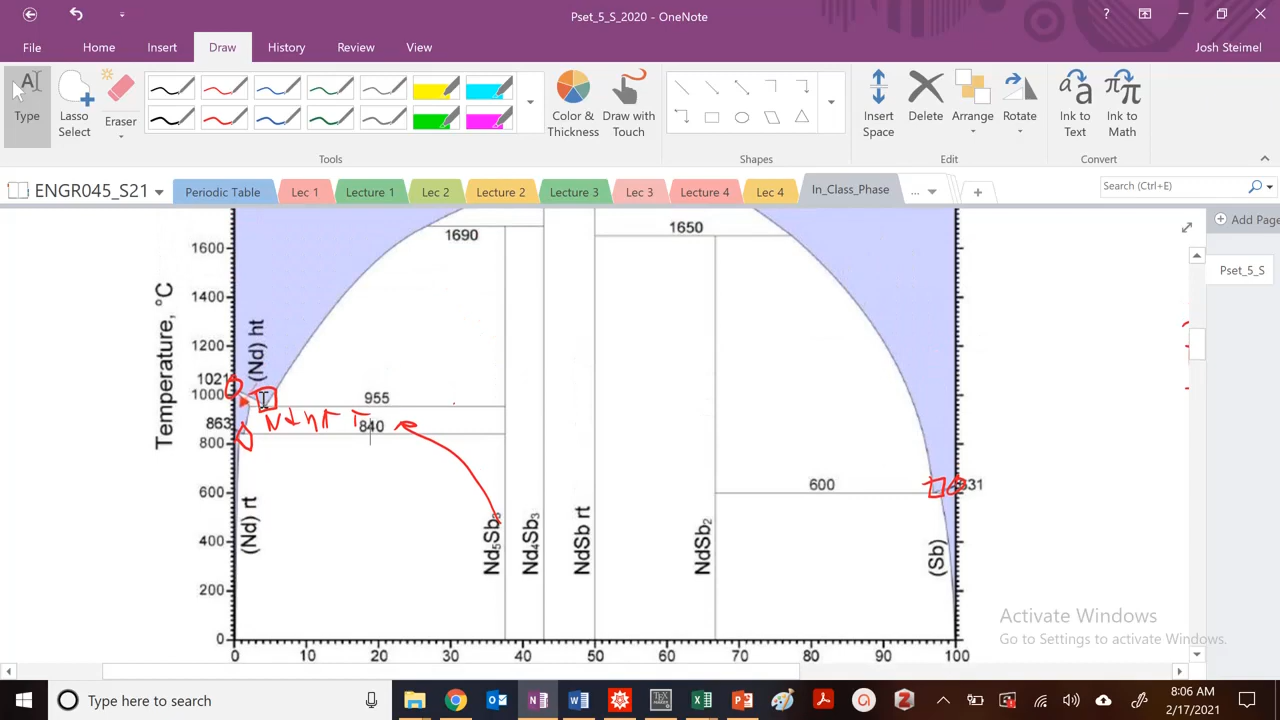 Pset_5_S_2020 - OneNote
Josh Steimel
File Home Insert Draw History Review View
Type
Lasso Select
Eraser
Color & Thickness
Draw with Touch
Insert Space
Delete
Arrange
Rotate
Ink to Text
Ink to Math
Tools
Shapes
Edit
Convert
ENGR045_S21
Periodic Table
Lec 1
Lecture 1
Lec 2
Lecture 2
Lecture 3
Lec 3
Lecture 4
Lec 4
In_Class_Phase
...
Search (Ctrl+E)
Add Page
Pset_5_S
Temperature, °C
1600
1400
1200
1021
1000
863
800
600
400
200
0
1690
1650
(Nd) ht
955
840
600
631
(Nd) rt
Nd₅Sb₃
Nd₄Sb₃
NdSb rt
NdSb₂
(Sb)
0 10 20 30 40 50 60 70 80 90 100
Activate Windows
Go to Settings to activate Windows.
Type here to search
8:06 AM
2/17/2021